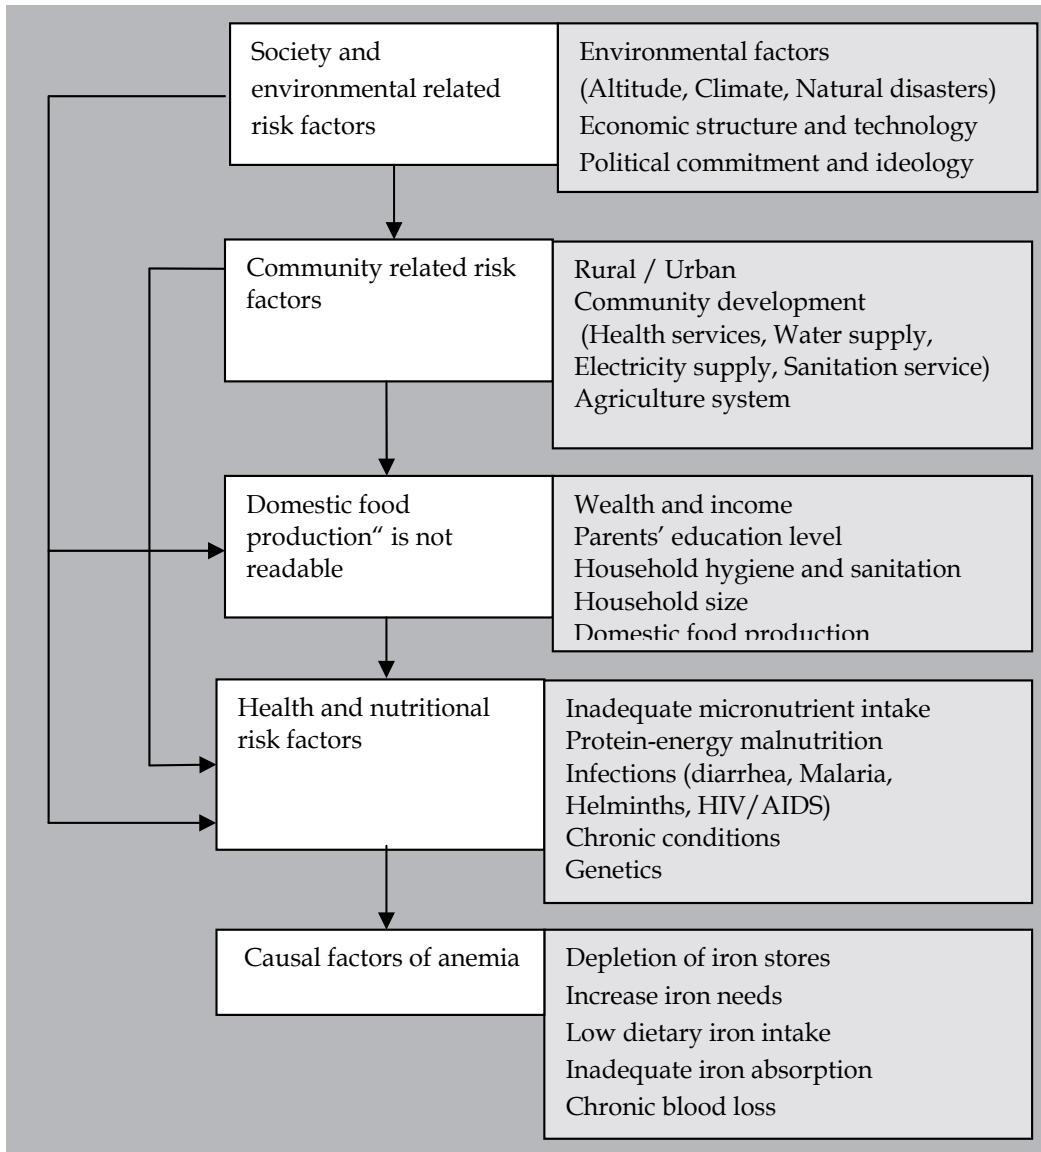 Society and
environmental related
risk factors
Environmental factors
(Altitude, Climate, Natural disasters)
Economic structure and technology
Political commitment and ideology
Community related risk
factors
Rural / Urban
Community development
(Health services, Water supply,
Electricity supply, Sanitation service)
Agriculture system
Domestic food
production“ is not
readable
Wealth and income
Parents’ education level
Household hygiene and sanitation
Household size
Domestic food production
Health and nutritional
risk factors
Inadequate micronutrient intake
Protein-energy malnutrition
Infections (diarrhea, Malaria,
Helminths, HIV/AIDS)
Chronic conditions
Genetics
Causal factors of anemia
Depletion of iron stores
Increase iron needs
Low dietary iron intake
Inadequate iron absorption
Chronic blood loss